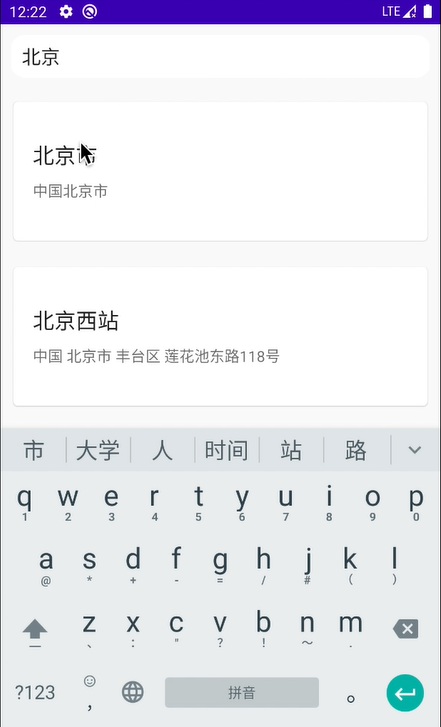 12:22 LTE
北京
北京市
中国北京市
北京西站
中国 北京市 丰台区 莲花池东路118号
市 大学 人 时间 站 路
q w e r t y u i o p
1 2 3 4 5 6 7 8 9 0
a s d f g h j k l
@ * + - = / # ( )
z x c v b n m
、 : " ? ! ～ .
?123 , 拼音 。